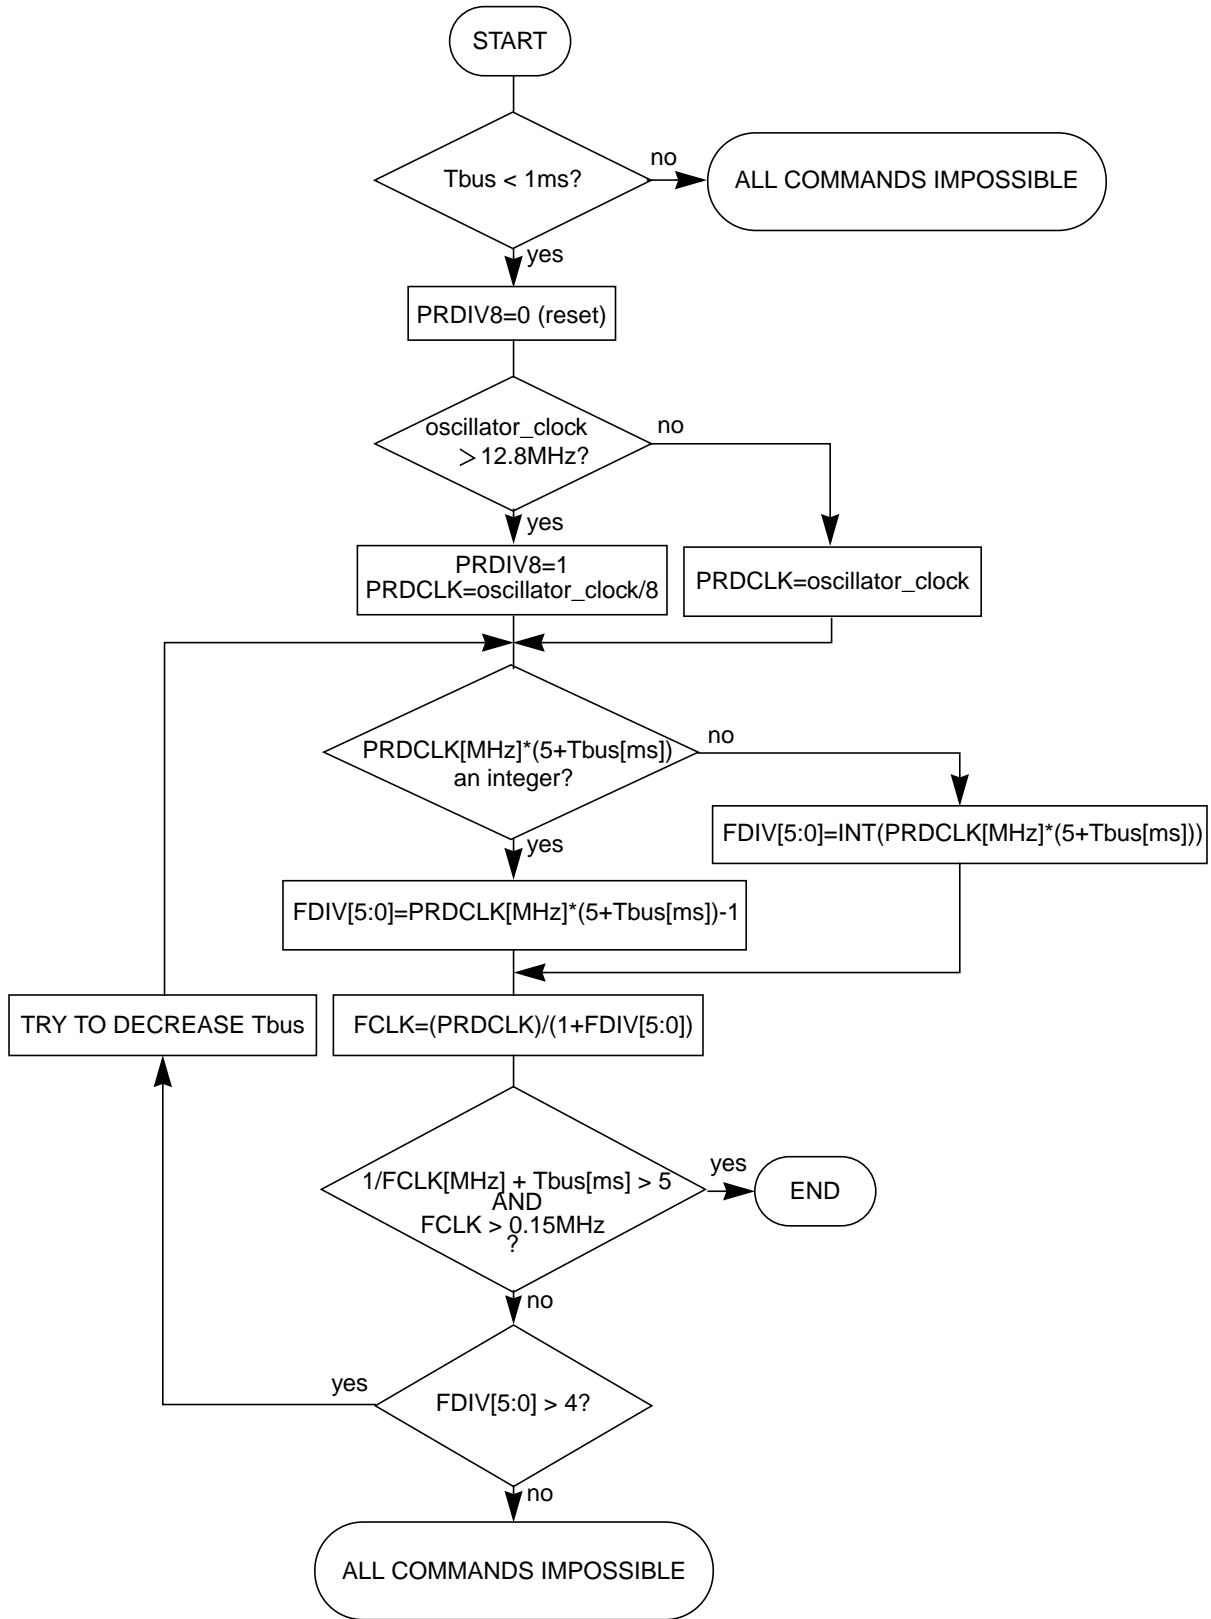 START
Tbus < 1ms?
no
ALL COMMANDS IMPOSSIBLE
yes
PRDIV8=0 (reset)
oscillator_clock
> 12.8MHz?
no
yes
PRDIV8=1
PRDCLK=oscillator_clock/8
PRDCLK=oscillator_clock
PRDCLK[MHz]*(5+Tbus[ms])
an integer?
no
yes
FDIV[5:0]=INT(PRDCLK[MHz]*(5+Tbus[ms]))
FDIV[5:0]=PRDCLK[MHz]*(5+Tbus[ms])-1
TRY TO DECREASE Tbus
FCLK=(PRDCLK)/(1+FDIV[5:0])
1/FCLK[MHz] + Tbus[ms] > 5
AND
FCLK > 0.15MHz
?
yes
END
no
FDIV[5:0] > 4?
yes
no
ALL COMMANDS IMPOSSIBLE